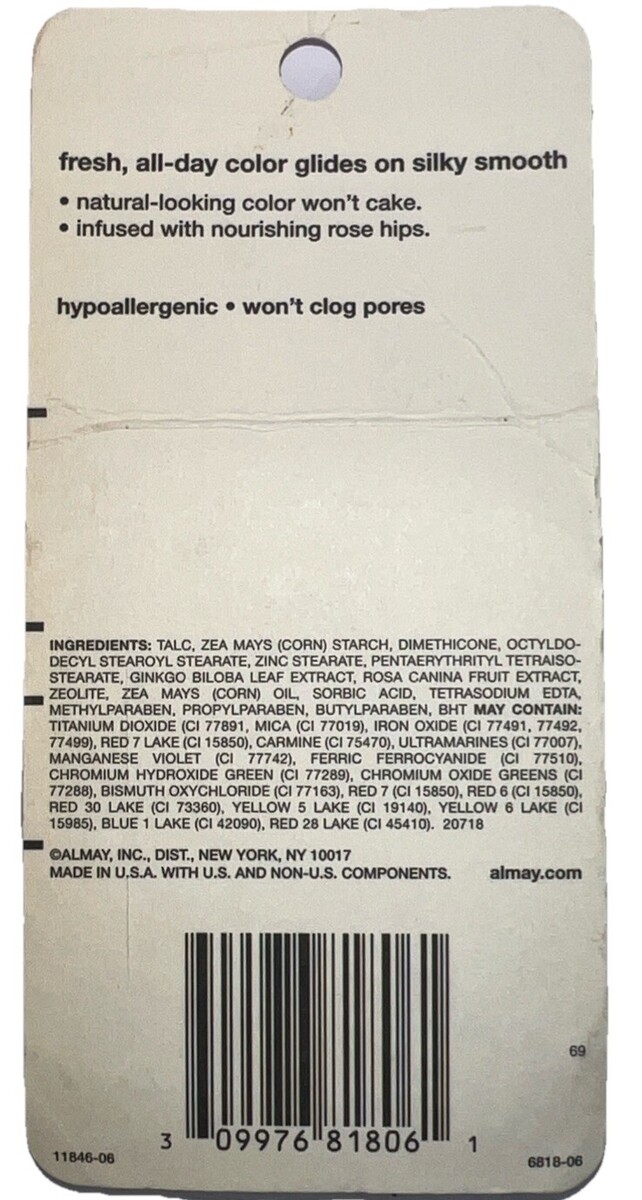 fresh, all-day color glides on silky smooth
• natural-looking color won't cake.
• infused with nourishing rose hips.
hypoallergenic • won't clog pores
INGREDIENTS: TALC, ZEA MAYS (CORN) STARCH, DIMETHICONE, OCTYLDO-
DECYL STEAROYL STEARATE, ZINC STEARATE, PENTAERYTHRITYL TETRAISO-
STEARATE, GINKGO BILOBA LEAF EXTRACT, ROSA CANINA FRUIT EXTRACT,
ZEOLITE, ZEA MAYS (CORN) OIL, SORBIC ACID, TETRASODIUM EDTA,
METHYLPARABEN, PROPYLPARABEN, BUTYLPARABEN, BHT MAY CONTAIN:
TITANIUM DIOXIDE (CI 77891, MICA (CI 77019), IRON OXIDE (CI 77491, 77492,
77499), RED 7 LAKE (CI 15850), CARMINE (CI 75470), ULTRAMARINES (CI 77007),
MANGANESE VIOLET (CI 77742), FERRIC FERROCYANIDE (CI 77510),
CHROMIUM HYDROXIDE GREEN (CI 77289), CHROMIUM OXIDE GREENS (CI
77288), BISMUTH OXYCHLORIDE (CI 77163), RED 7 (CI 15850), RED 6 (CI 15850),
RED 30 LAKE (CI 73360), YELLOW 5 LAKE (CI 19140), YELLOW 6 LAKE (CI
15985), BLUE 1 LAKE (CI 42090), RED 28 LAKE (CI 45410). 20718
©ALMAY, INC., DIST., NEW YORK, NY 10017
MADE IN U.S.A. WITH U.S. AND NON-U.S. COMPONENTS. almay.com
69
3 09976 81806 1
11846-06 6818-06